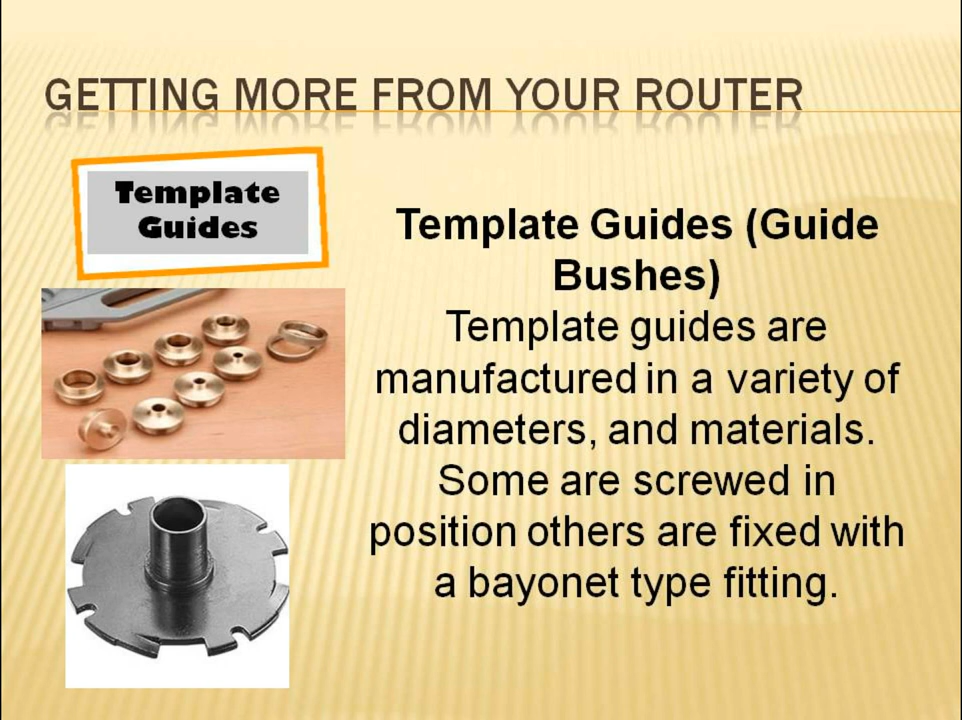 GETTING MORE FROM YOUR ROUTER
Template
Guides
Template Guides (Guide
Bushes)
Template guides are
manufactured in a variety of
diameters, and materials.
Some are screwed in
position others are fixed with
a bayonet type fitting.